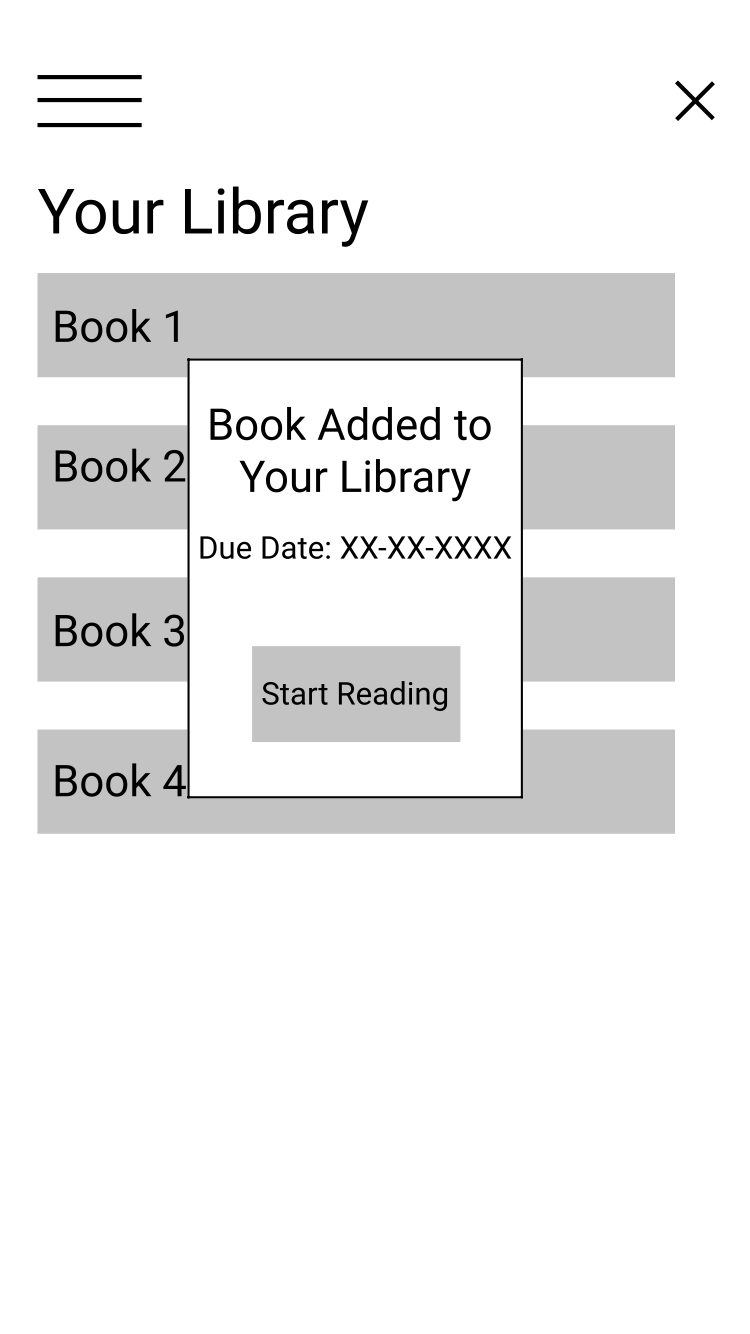 Your Library
Book 1
Book Added to
Your Library
Book 2
Due Date: XX-XX-XXXX
Book 3
Start Reading
Book 4